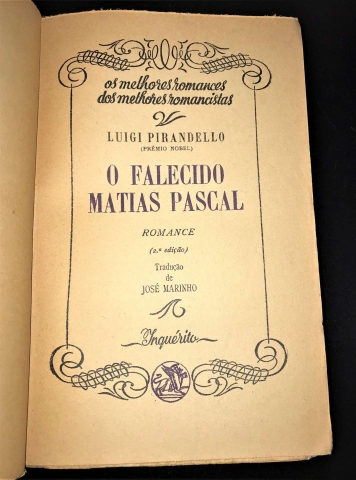 os melhores romances
dos melhores romancistas
LUIGI PIRANDELLO
(PRÉMIO NOBEL)
O FALECIDO
MATIAS PASCAL
ROMANCE
(2.ª edição)
Tradução
de
JOSÉ MARINHO
Inquérito